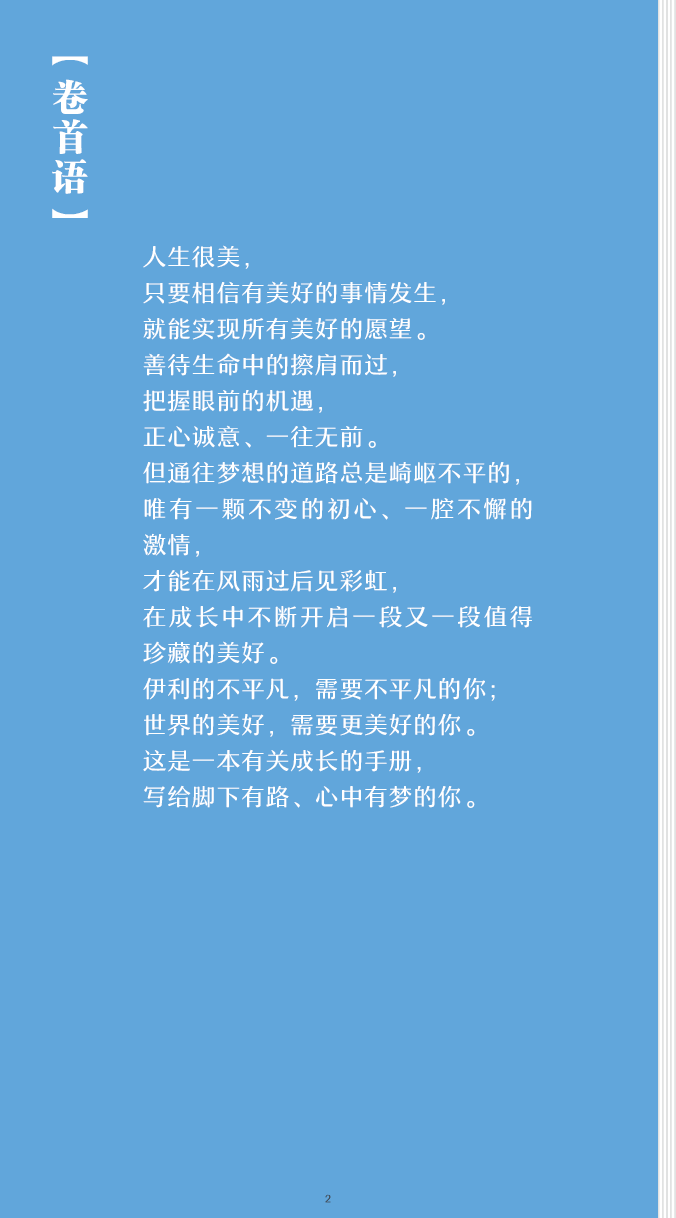 【卷首语】
人生很美，
只要相信有美好的事情发生，
就能实现所有美好的愿望。
善待生命中的擦肩而过，
把握眼前的机遇，
正心诚意、一往无前。
但通往梦想的道路总是崎岖不平的，
唯有一颗不变的初心、一腔不懈的
激情，
才能在风雨过后见彩虹，
在成长中不断开启一段又一段值得
珍藏的美好。
伊利的不平凡，需要不平凡的你；
世界的美好，需要更美好的你。
这是一本有关成长的手册，
写给脚下有路、心中有梦的你。
2